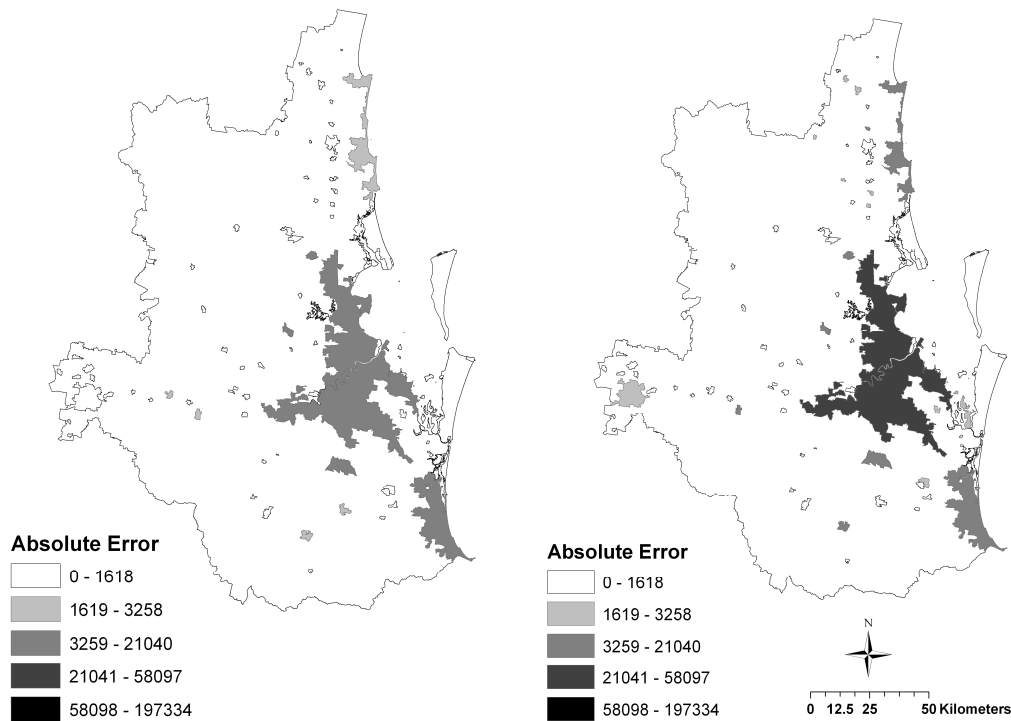 Absolute Error
0 - 1618
1619 - 3258
3259 - 21040
21041 - 58097
58098 - 197334
Absolute Error
0 - 1618
1619 - 3258
3259 - 21040
21041 - 58097
58098 - 197334
N
0 12.5 25 50 Kilometers